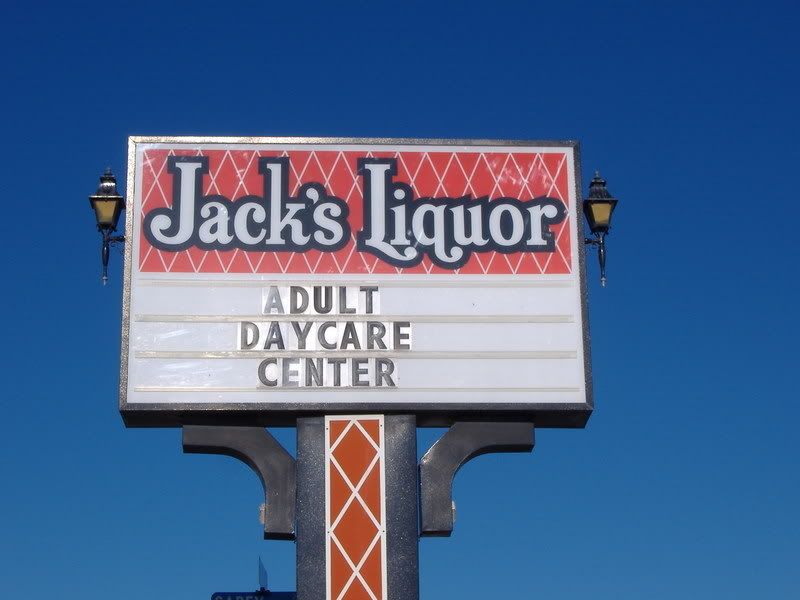 Jack's Liquor
ADULT
DAYCARE
CENTER